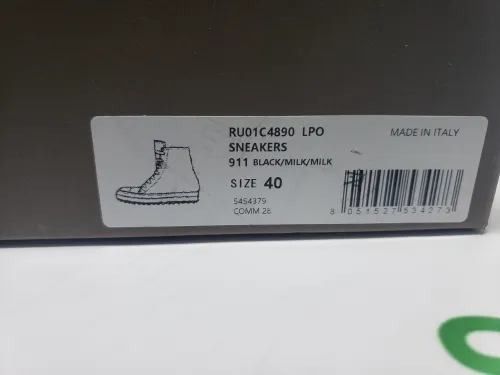 RU01C4890 LPO
MADE IN ITALY
SNEAKERS
911 BLACK/MILK/MILK
SIZE 40
5454379
COMM 26
8 051527 534273